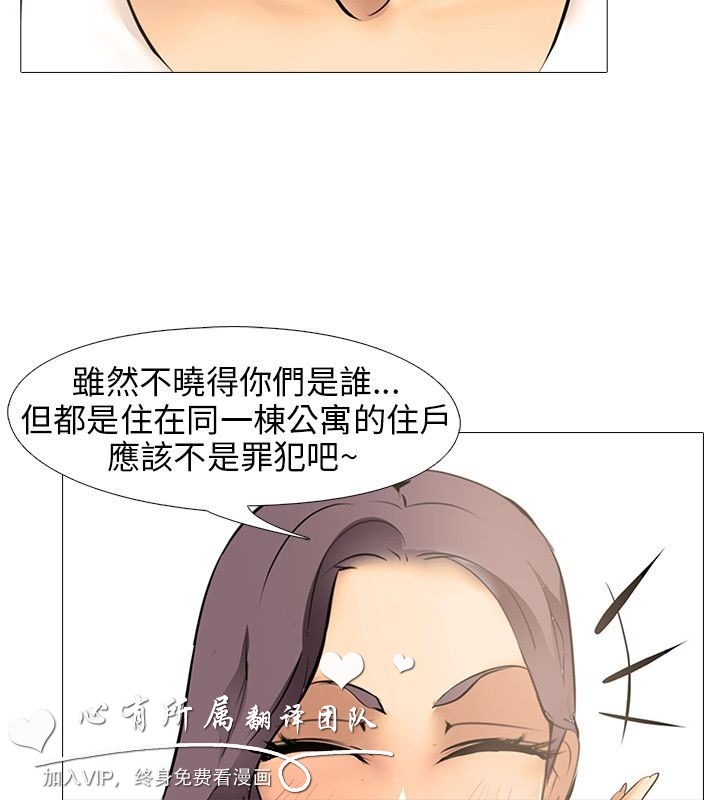 雖然不曉得你們是誰...
但都是住在同一棟公寓的住戶
應該不是罪犯吧~
心有所属翻译团队
加入VIP，终身免费看漫画